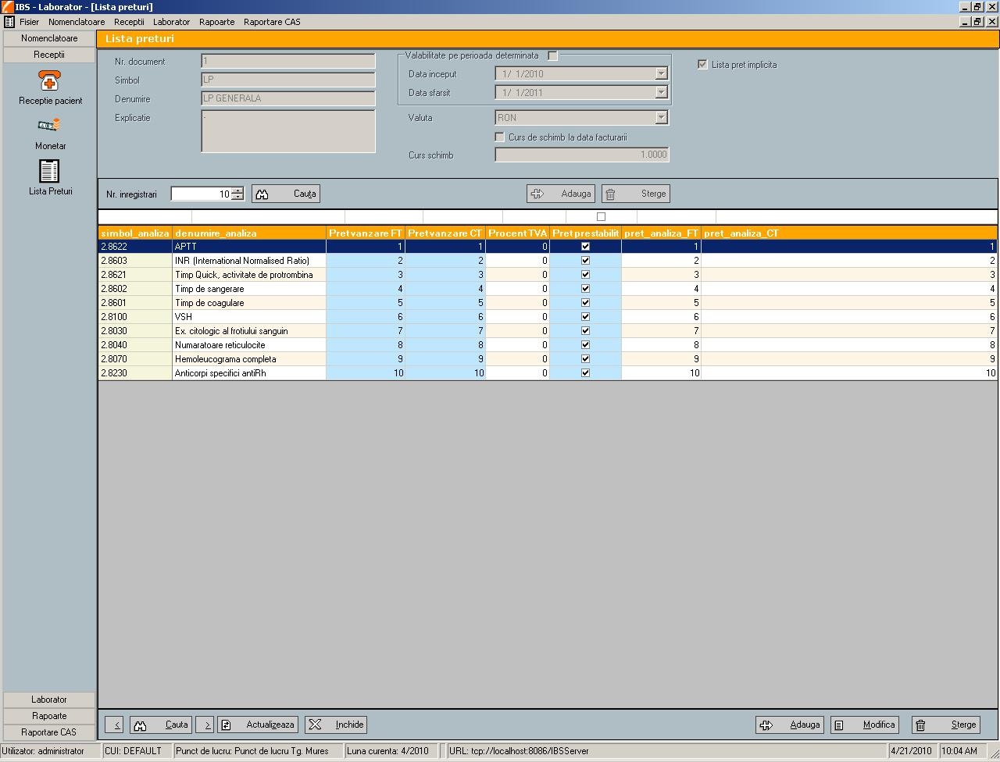 IBS - Laborator - [Lista preturi]
Fisier Nomenclatoare Receptii Laborator Rapoarte Raportare CAS
Nomenclatoare
Receptii
Receptie pacient
Monetar
Lista Preturi
Laborator
Rapoarte
Raportare CAS
Lista preturi
Nr. document 1
Simbol LP
Denumire LP GENERALA
Explicatie -
Valabilitate pe perioada determinata
Data inceput 1/ 1/2010
Data sfarsit 1/ 1/2011
Valuta RON
Curs de schimb la data facturarii
Curs schimb 1.0000
Lista pret implicita
Nr. inregistrari 10 Cauta Adauga Sterge
simbol_analiza denumire_analiza Pret vanzare FT Pret vanzare CT Procent TVA Pret prestabilit pret_analiza_FT pret_analiza_CT
2.8622 APTT 1 1 0 1 1
2.8603 INR (International Normalised Ratio) 2 2 0 2 2
2.8621 Timp Quick, activitate de protrombina 3 3 0 3 3
2.8602 Timp de sangerare 4 4 0 4 4
2.8601 Timp de coagulare 5 5 0 5 5
2.8100 VSH 6 6 0 6 6
2.8030 Ex. citologic al frotiului sanguin 7 7 0 7 7
2.8040 Numaratoare reticulocite 8 8 0 8 8
2.8070 Hemoleucograma completa 9 9 0 9 9
2.8230 Anticorpi specifici antiRh 10 10 0 10 10
< Cauta > Actualizeaza Inchide Adauga Modifica Sterge
Utilizator: administrator CUI: DEFAULT Punct de lucru: Punct de lucru Tg. Mures Luna curenta: 4/2010 URL: tcp://localhost:8086/IBSServer 4/21/2010 10:04 AM